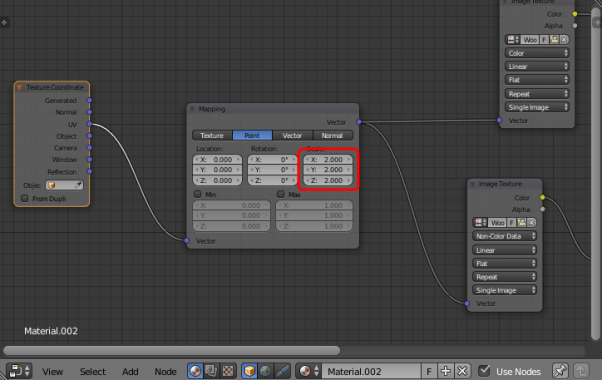 Image Texture
Color
Alpha
Woo F
Color
Linear
Flat
Repeat
Single Image
Vector
Texture Coordinate
Generated
Normal
UV
Object
Camera
Window
Reflection
Objec
From Dupli
Mapping
Vector
Texture Point Vector Normal
Location: Rotation: Scale:
X: 0.000 X: 0° X: 2.000
Y: 0.000 Y: 0° Y: 2.000
Z: 0.000 Z: 0° Z: 2.000
Min Max
X: 0.000 X: 1.000
Y: 0.000 Y: 1.000
Z: 0.000 Z: 1.000
Vector
Image Texture
Color
Alpha
Woo F
Non-Color Data
Linear
Flat
Repeat
Single Image
Vector
Material.002
View Select Add Node Material.002 F Use Nodes